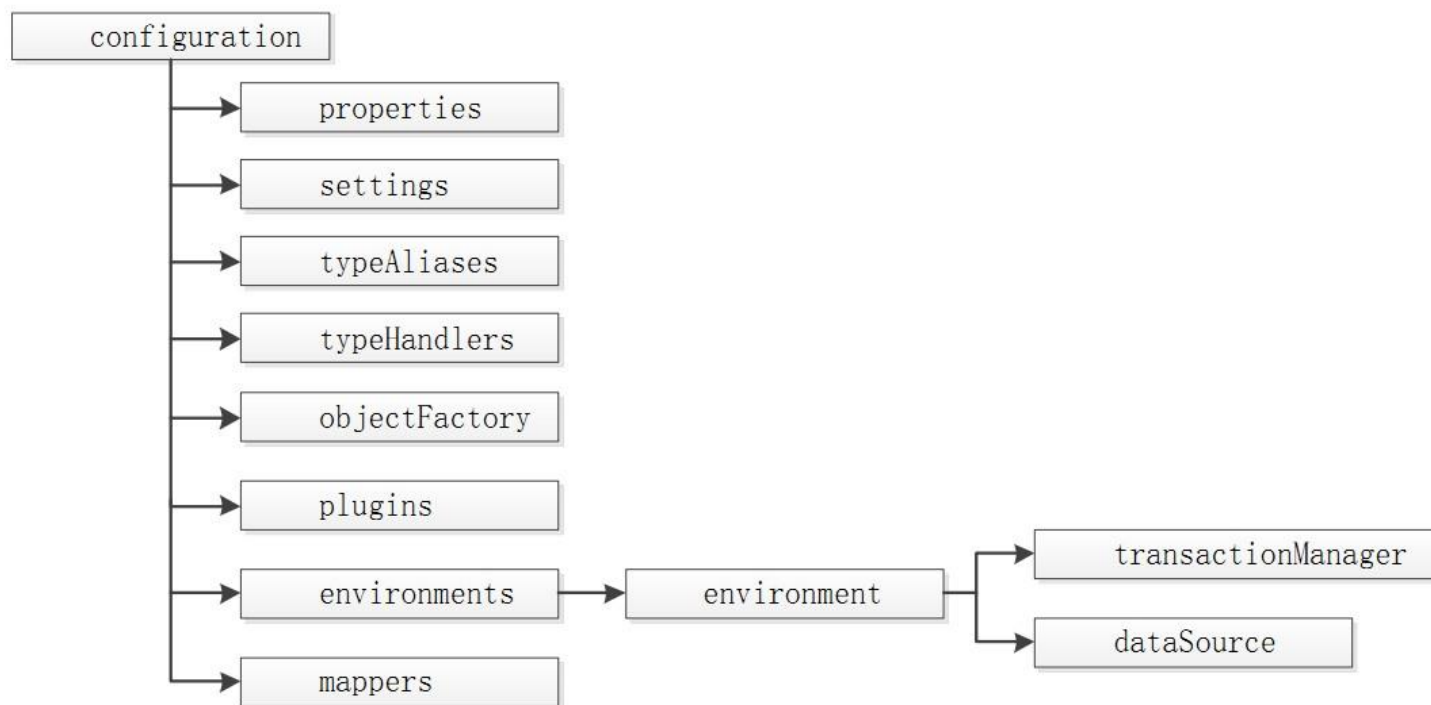 configuration
properties
settings
typeAliases
typeHandlers
objectFactory
plugins
environments
environment
transactionManager
dataSource
mappers